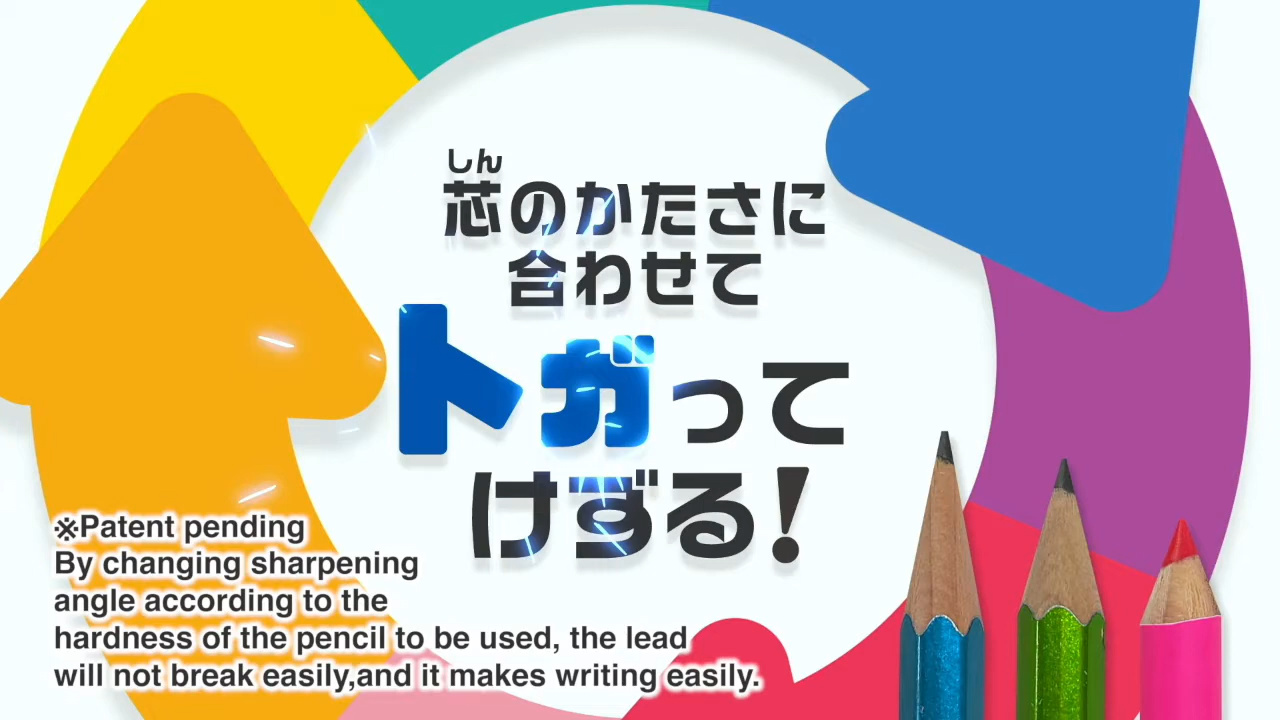 しん
芯のかたさに
合わせて
トガって
けずる!
※Patent pending
By changing sharpening
angle according to the
hardness of the pencil to be used, the lead
will not break easily,and it makes writing easily.